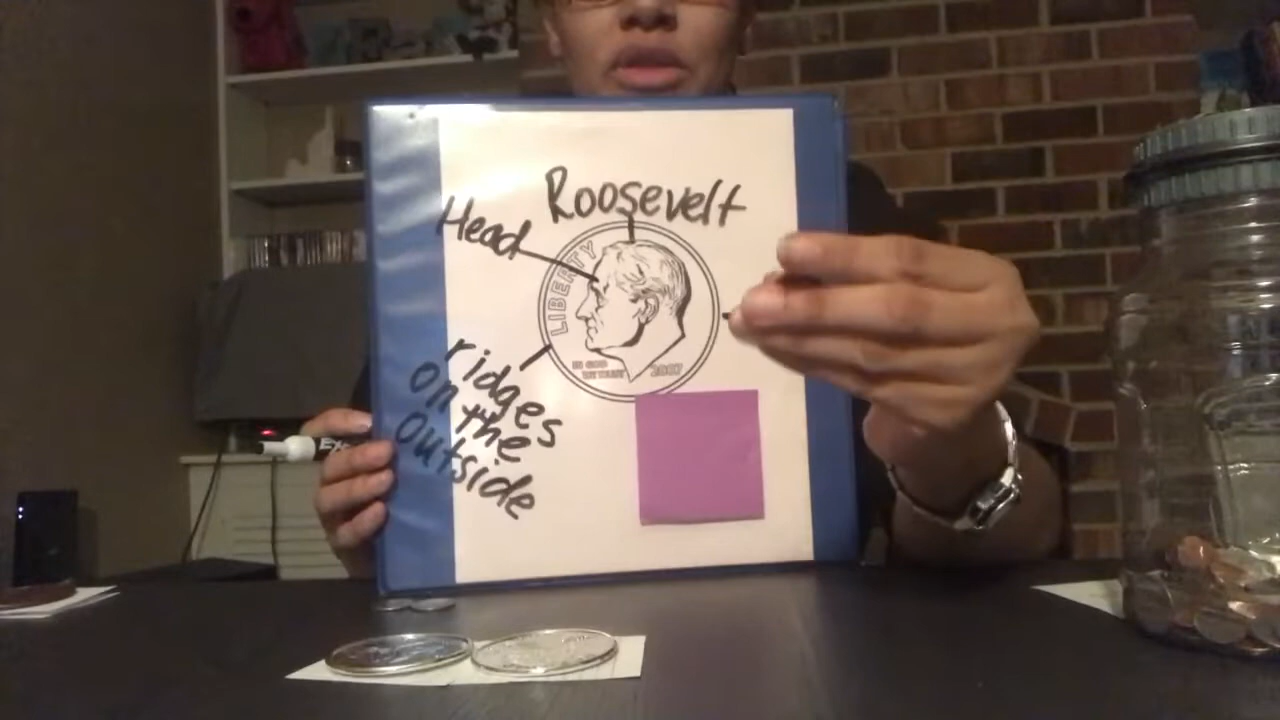 Roosevelt
Head
LIBERTY
IN GOD
WE TRUST
2007
ridges
on the
outside